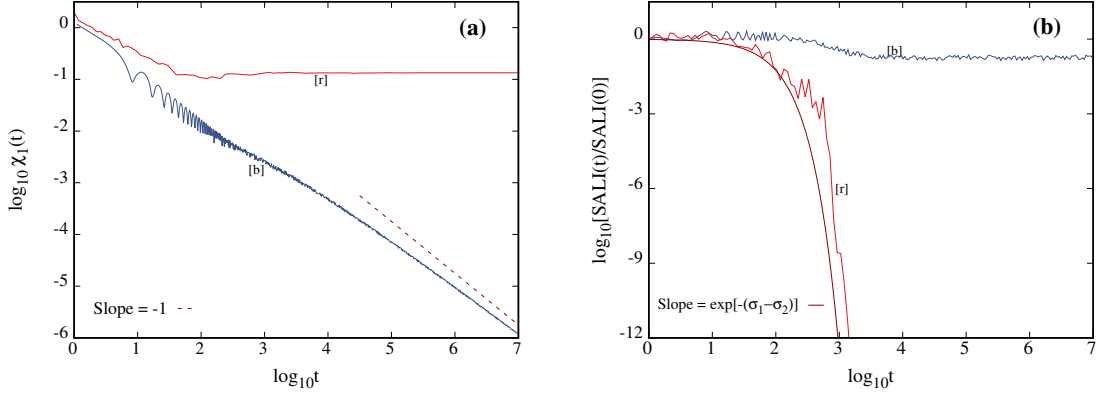 (a)
log₁₀ χ₁(t)
0
-1
-2
-3
-4
-5
-6
[r]
[b]
Slope = -1
0 1 2 3 4 5 6 7
log₁₀t
(b)
log₁₀[SALI(t)/SALI(0)]
0
-3
-6
-9
-12
[b]
[r]
Slope = exp[-(σ₁−σ₂)]
0 1 2 3 4 5 6 7
log₁₀t